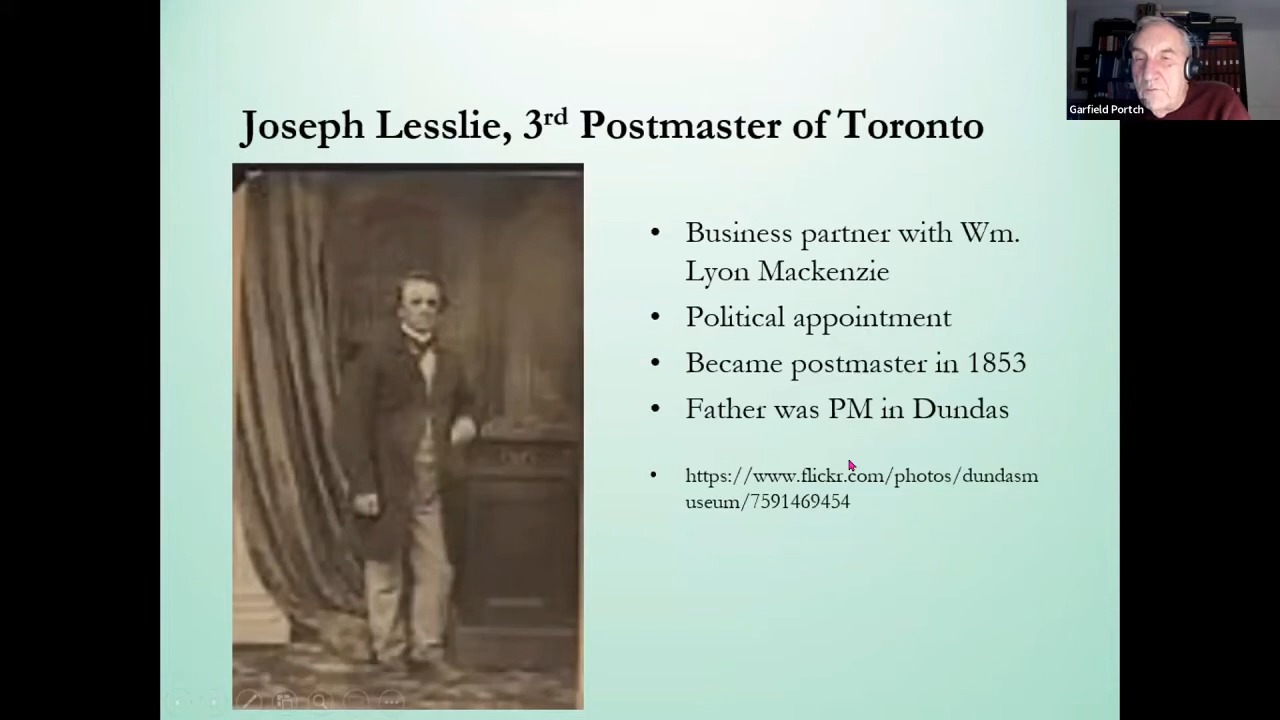 Garfield Portch
Joseph Lesslie, 3rd Postmaster of Toronto
• Business partner with Wm.
Lyon Mackenzie
• Political appointment
• Became postmaster in 1853
• Father was PM in Dundas
• https://www.flickr.com/photos/dundasm
useum/7591469454